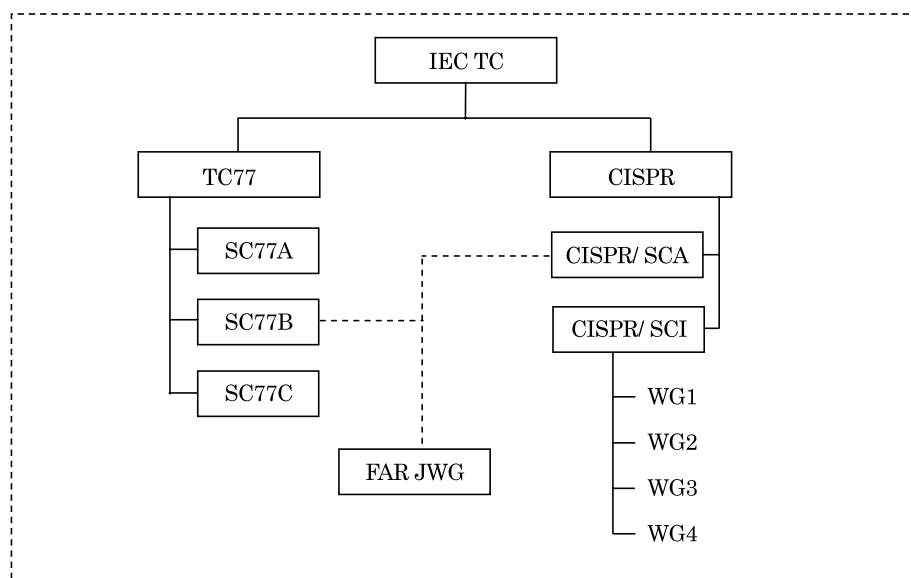 IEC TC
TC77
CISPR
SC77A
CISPR/ SCA
SC77B
CISPR/ SCI
SC77C
WG1
WG2
FAR JWG
WG3
WG4